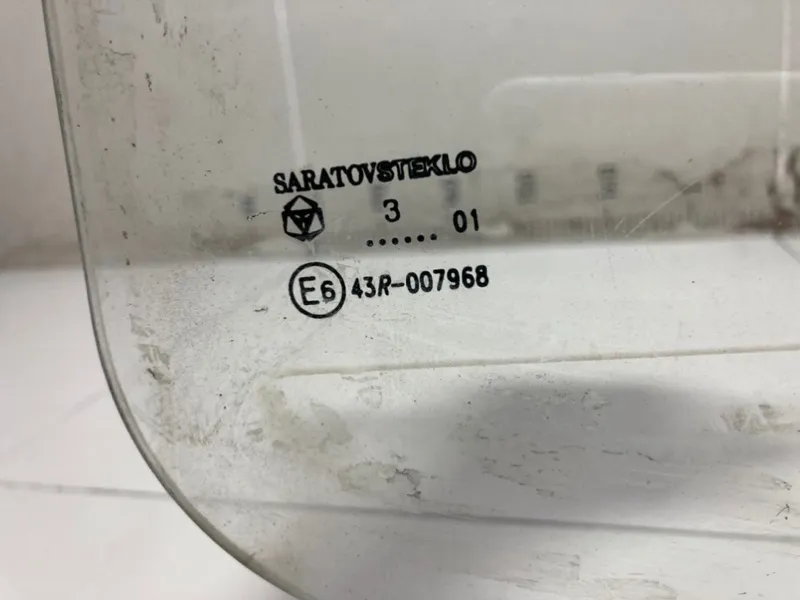 SARATOVSTEKLO
3
...... 01
E6 43R-007968